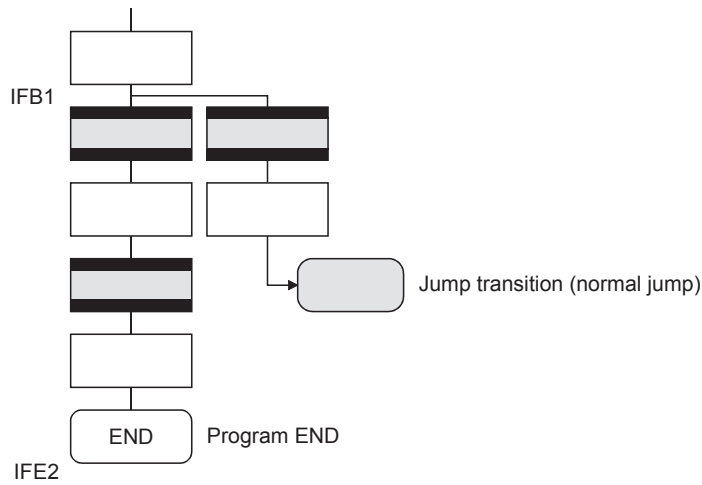 IFB1
Jump transition (normal jump)
END
Program END
IFE2